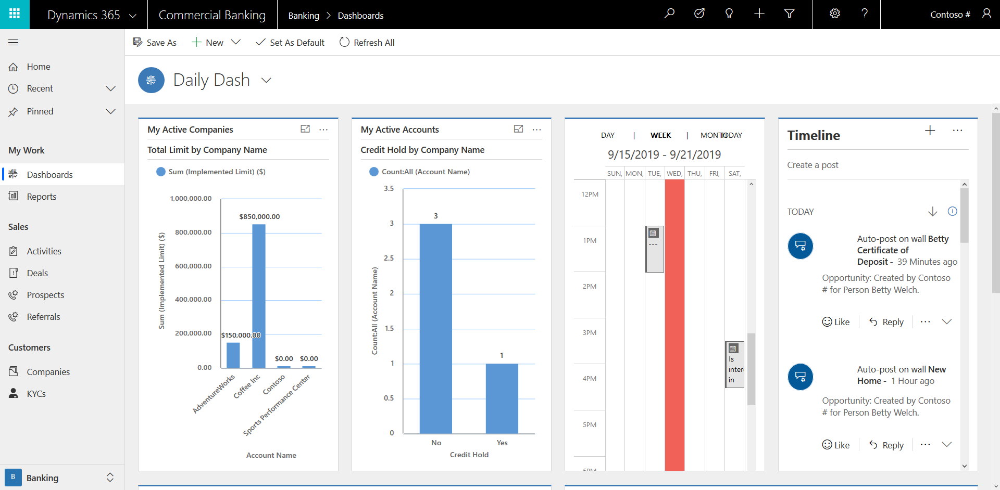 Dynamics 365
Commercial Banking
Banking > Dashboards
Contoso #
Save As
New
Set As Default
Refresh All
Home
Recent
Pinned
My Work
Dashboards
Reports
Sales
Activities
Deals
Prospects
Referrals
Customers
Companies
KYCs
B Banking
Daily Dash
My Active Companies
Total Limit by Company Name
Sum (Implemented Limit) ($)
1,000,000.00
800,000.00
600,000.00
400,000.00
200,000.00
0.00
Sum (Implemented Limit) ($)
$150,000.00
$850,000.00
$0.00
$0.00
AdventureWorks
Coffee Inc
Contoso
Sports Performance Center
Account Name
My Active Accounts
Credit Hold by Company Name
Count:All (Account Name)
3.5
3
2.5
2
1.5
1
0.5
0
Count:All (Account Name)
3
1
No
Yes
Credit Hold
DAY | WEEK | MONTH TODAY
9/15/2019 - 9/21/2019
SUN, MON, TUE, WED, THU, FRI, SAT,
12PM
1PM
2PM
3PM
4PM
5PM
6PM
---
Is
inter
in
Timeline
Create a post
TODAY
Auto-post on wall Betty
Certificate of
Deposit - 39 Minutes ago
Opportunity: Created by Contoso
# for Person Betty Welch.
Like
Reply
Auto-post on wall New
Home - 1 Hour ago
Opportunity: Created by Contoso
# for Person Betty Welch.
Like
Reply